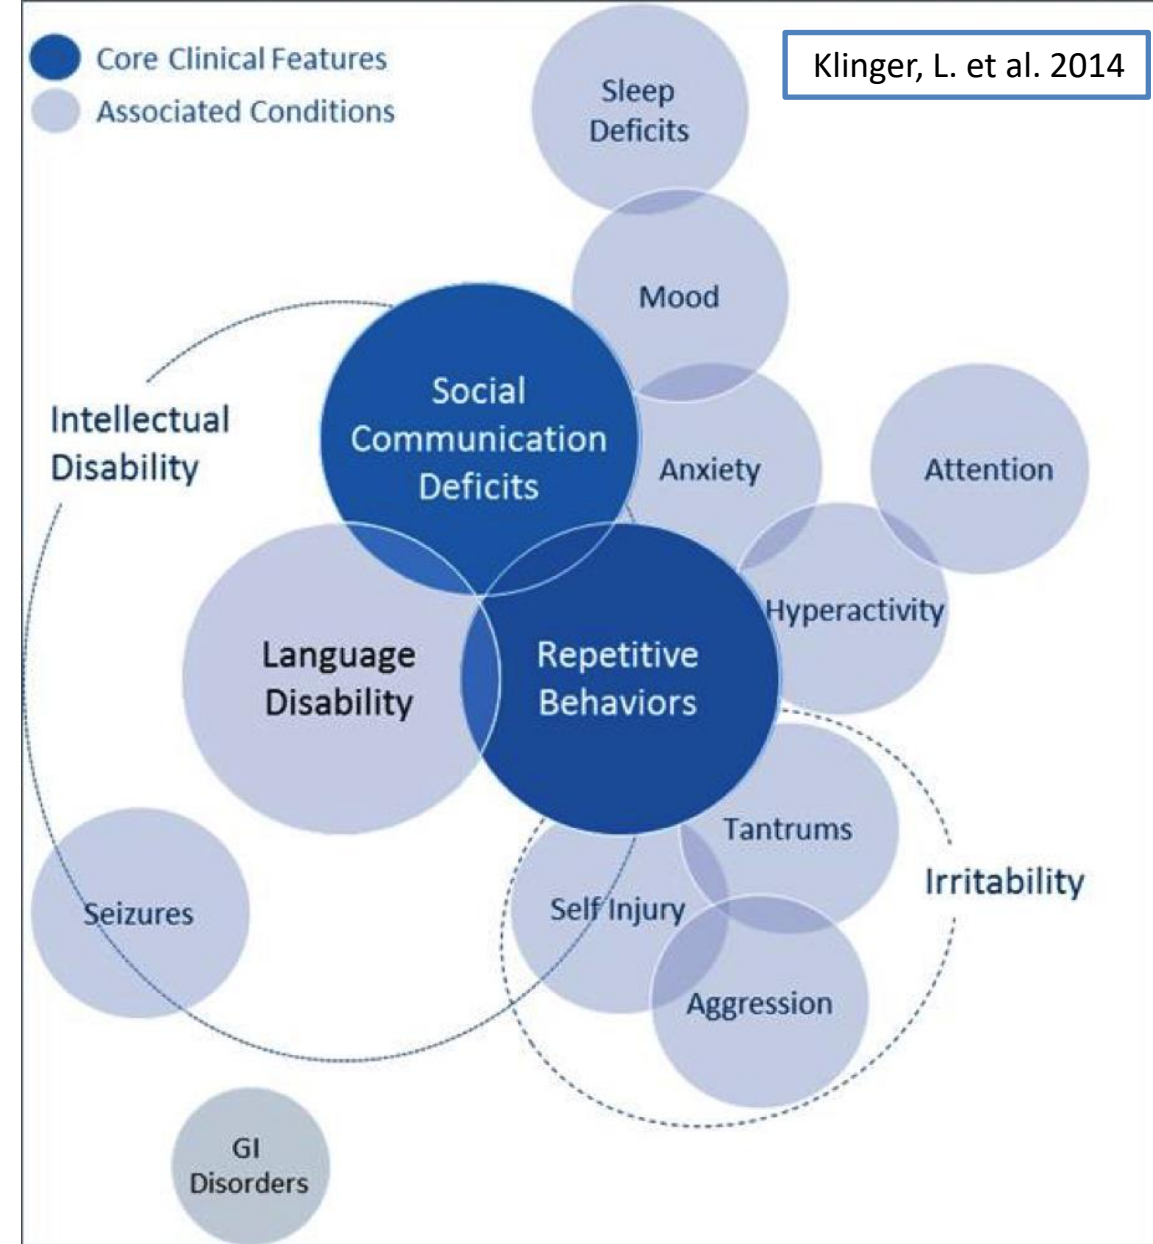 Core Clinical Features
Associated Conditions
Klinger, L. et al. 2014
Sleep
Deficits
Mood
Social
Communication
Deficits
Intellectual
Disability
Anxiety
Attention
Hyperactivity
Language
Disability
Repetitive
Behaviors
Tantrums
Irritability
Seizures
Self Injury
Aggression
GI
Disorders